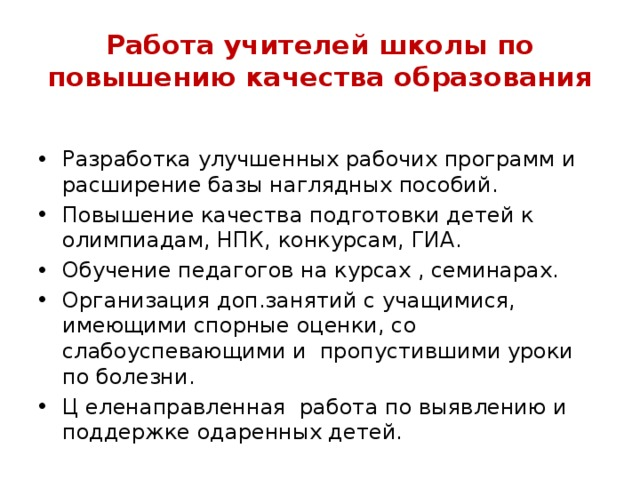 Работа учителей школы по
повышению качества образования
• Разработка улучшенных рабочих программ и
расширение базы наглядных пособий.
• Повышение качества подготовки детей к
олимпиадам, НПК, конкурсам, ГИА.
• Обучение педагогов на курсах , семинарах.
• Организация доп.занятий с учащимися,
имеющими спорные оценки, со
слабоуспевающими и  пропустившими уроки
по болезни.
• Ц еленаправленная  работа по выявлению и
поддержке одаренных детей.